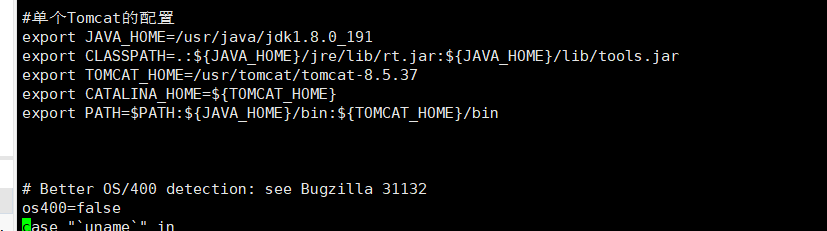 #单个Tomcat的配置
export JAVA_HOME=/usr/java/jdk1.8.0_191
export CLASSPATH=.:${JAVA_HOME}/jre/lib/rt.jar:${JAVA_HOME}/lib/tools.jar
export TOMCAT_HOME=/usr/tomcat/tomcat-8.5.37
export CATALINA_HOME=${TOMCAT_HOME}
export PATH=$PATH:${JAVA_HOME}/bin:${TOMCAT_HOME}/bin
# Better OS/400 detection: see Bugzilla 31132
os400=false
case "`uname`" in